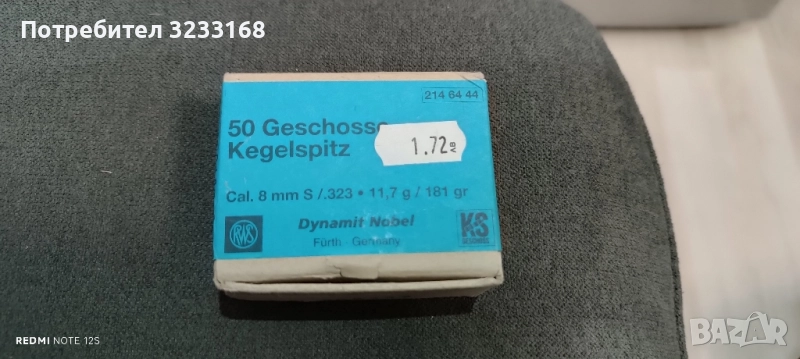 Потребител 3233168
214 64 44
50 Geschosse
Kegelspitz
1.72
Cal. 8 mm S /.323 • 11,7 g / 181 gr
RWS
Dynamit Nobel
Fürth · Germany
KS
REDMI NOTE 12S
BAZAR